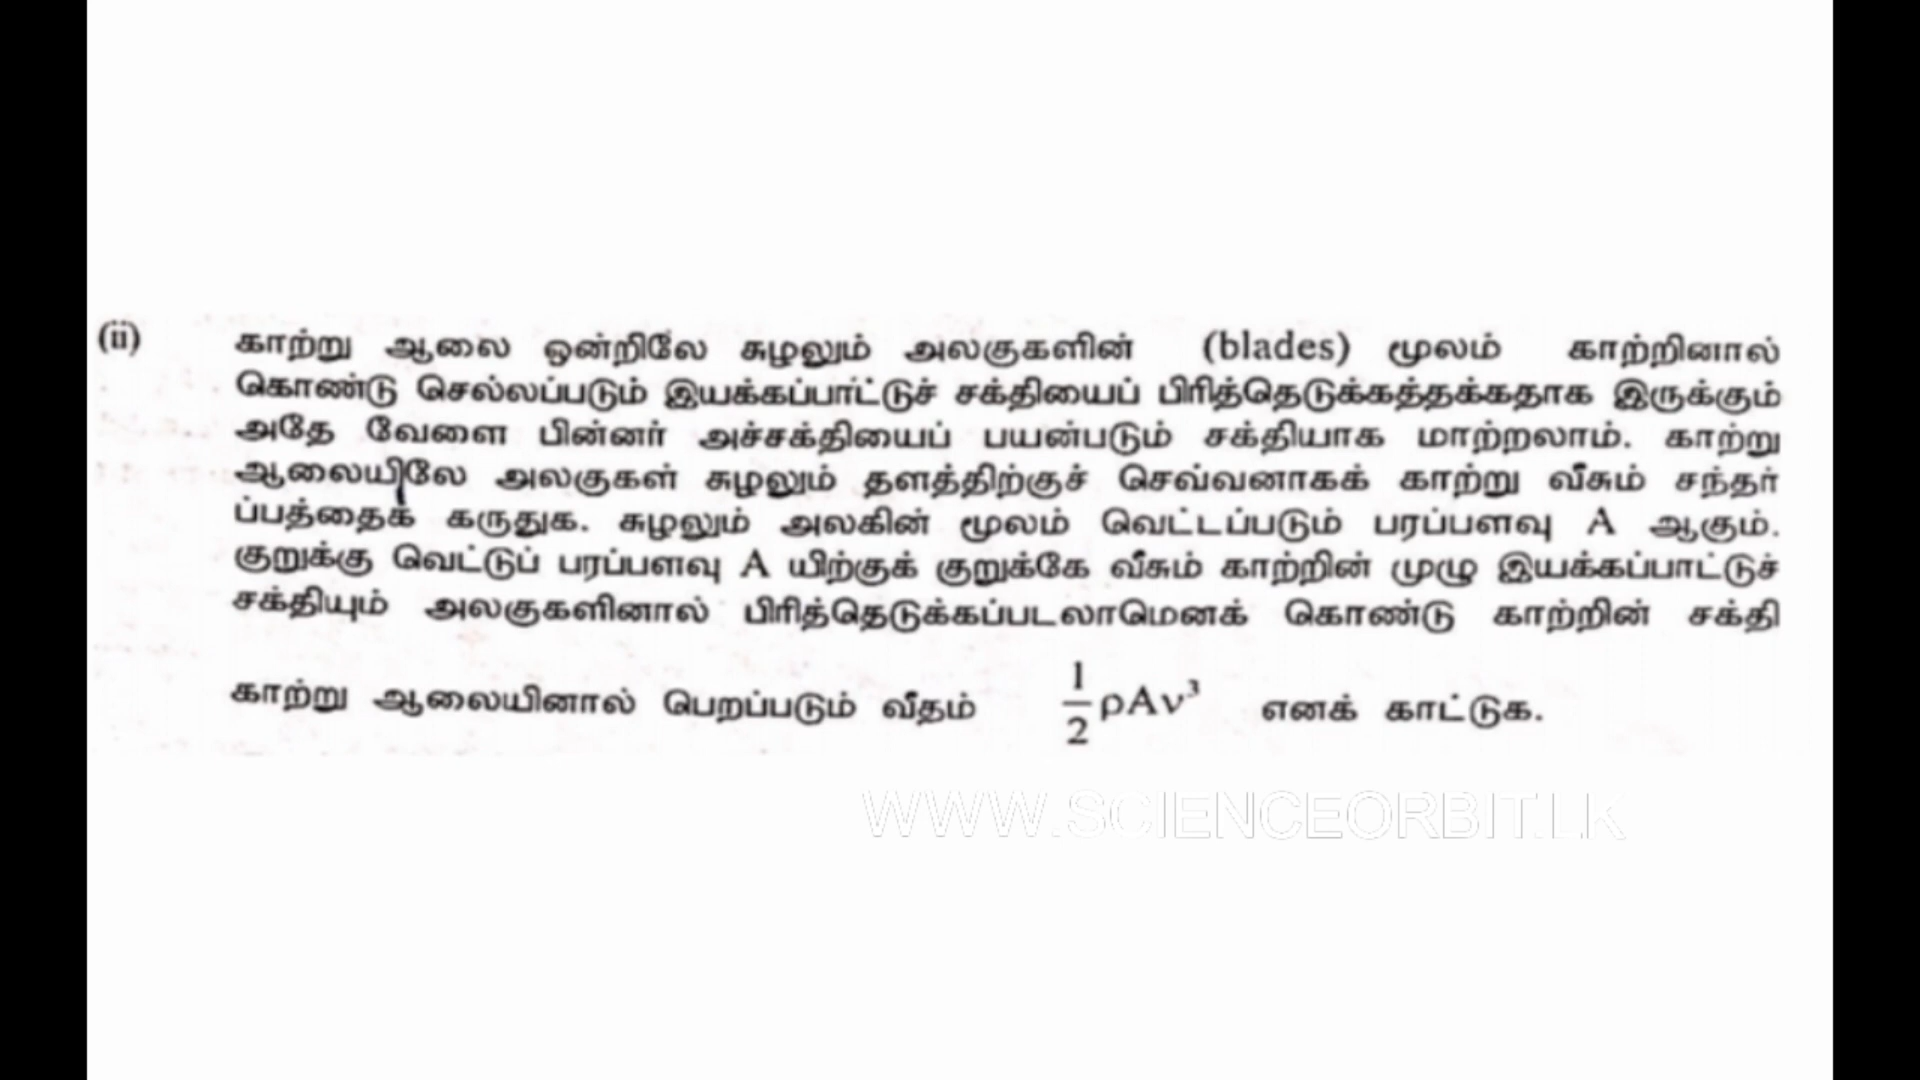 (ii) காற்று ஆலை ஒன்றிலே சுழலும் அலகுகளின் (blades) மூலம் காற்றினால்
கொண்டு செல்லப்படும் இயக்கப்பாட்டுச் சக்தியைப் பிரித்தெடுக்கத்தக்கதாக இருக்கும்
அதே வேளை பின்னர் அச்சக்தியைப் பயன்படும் சக்தியாக மாற்றலாம். காற்று
ஆலையிலே அலகுகள் சுழலும் தளத்திற்குச் செவ்வனாகக் காற்று வீசும் சந்தர்
ப்பத்தைக் கருதுக. சுழலும் அலகின் மூலம் வெட்டப்படும் பரப்பளவு A ஆகும்.
குறுக்கு வெட்டுப் பரப்பளவு A யிற்குக் குறுக்கே வீசும் காற்றின் முழு இயக்கப்பாட்டுச்
சக்தியும் அலகுகளினால் பிரித்தெடுக்கப்படலாமெனக் கொண்டு காற்றின் சக்தி
காற்று ஆலையினால் பெறப்படும் வீதம் 1/2 ρAv³ எனக் காட்டுக.
WWW.SCIENCEORBIT.LK